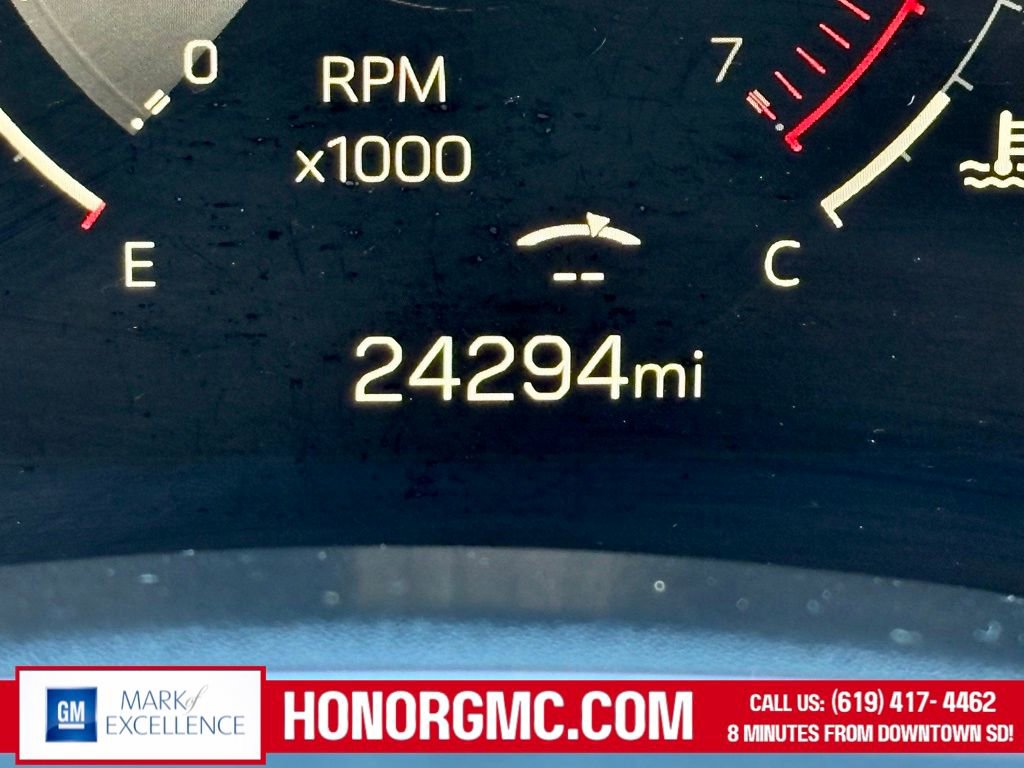 0
RPM
x1000
7
E
C
--
24294mi
GM
MARK of
EXCELLENCE
HONORGMC.COM
CALL US: (619) 417- 4462
8 MINUTES FROM DOWNTOWN SD!